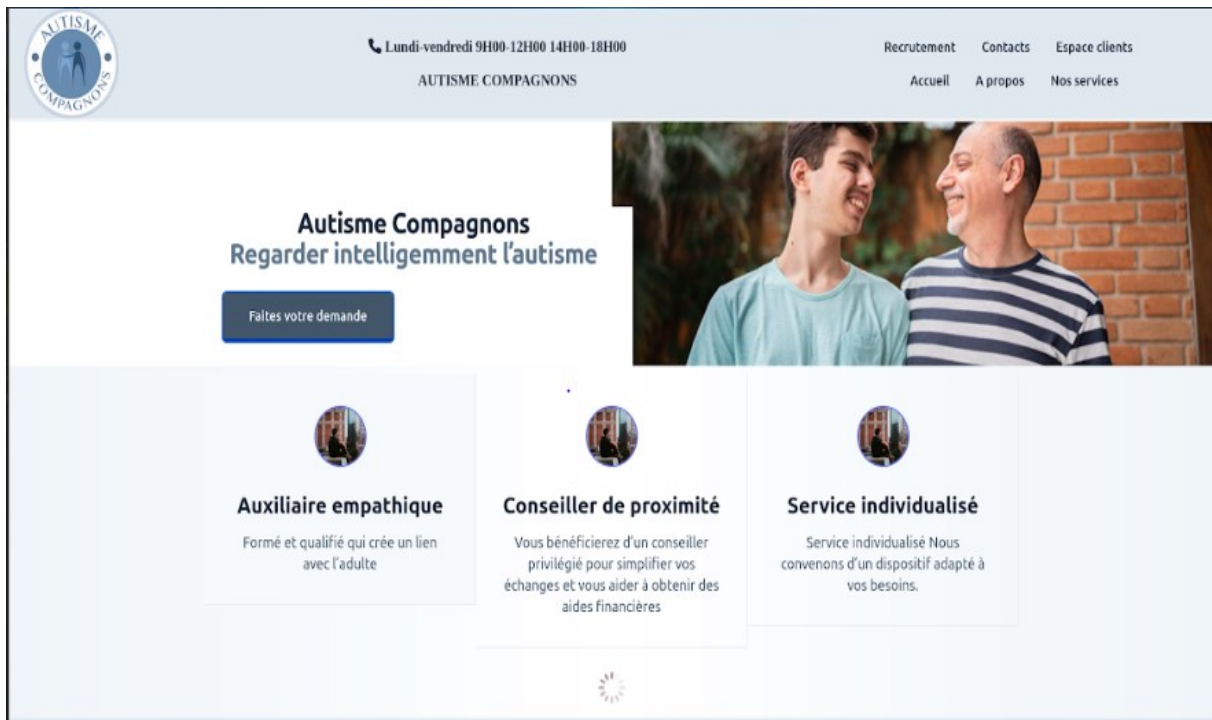 AUTISME COMPAGNONS
Lundi-vendredi 9H00-12H00 14H00-18H00
AUTISME COMPAGNONS
Recrutement Contacts Espace clients
Accueil A propos Nos services
Autisme Compagnons
Regarder intelligemment l'autisme
Faites votre demande
Auxiliaire empathique
Formé et qualifié qui crée un lien
avec l'adulte
Conseiller de proximité
Vous bénéficierez d'un conseiller
privilégié pour simplifier vos
échanges et vous aider à obtenir des
aides financières
Service individualisé
Service individualisé Nous
convenons d'un dispositif adapté à
vos besoins.